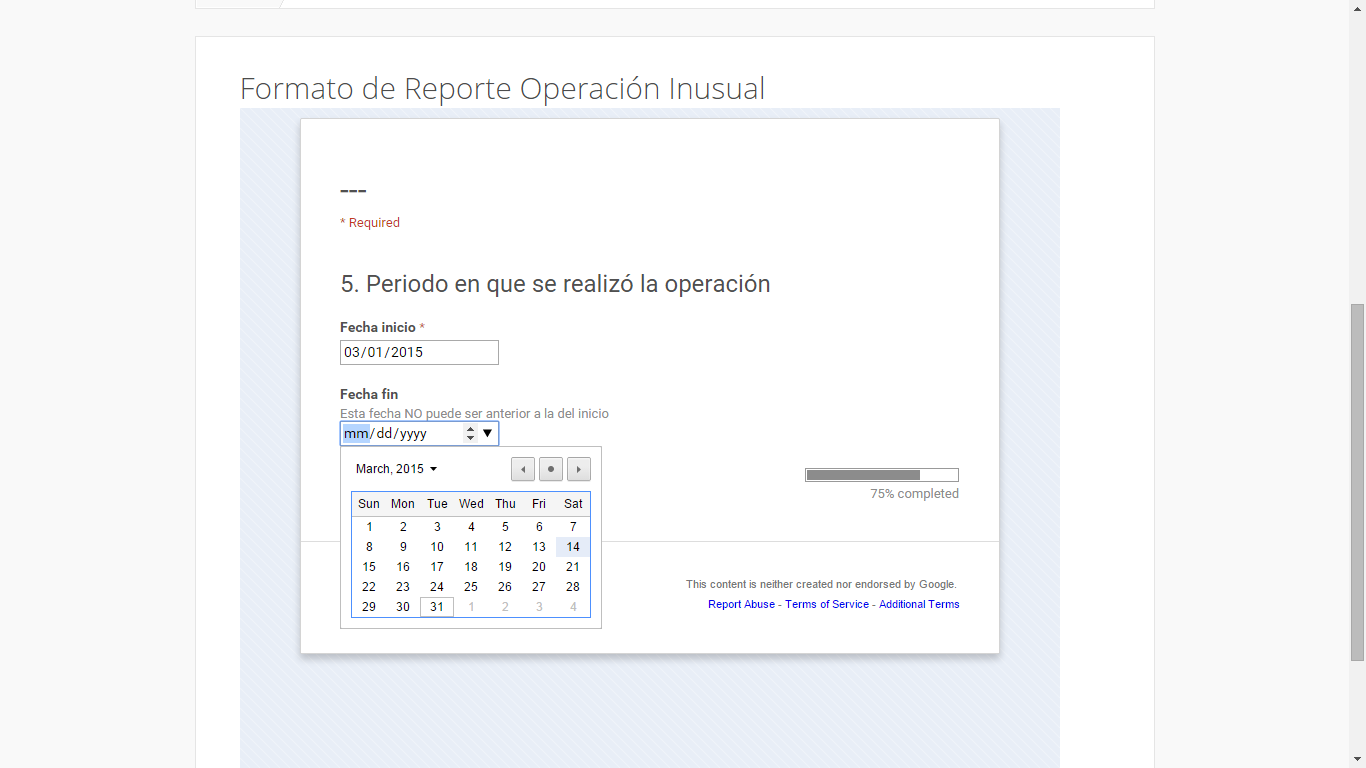 Formato de Reporte Operación Inusual
---
* Required
5. Periodo en que se realizó la operación
Fecha inicio *
03/01/2015
Fecha fin
Esta fecha NO puede ser anterior a la del inicio
mm/dd/yyyy
March, 2015
Sun Mon Tue Wed Thu Fri Sat
1 2 3 4 5 6 7
8 9 10 11 12 13 14
15 16 17 18 19 20 21
22 23 24 25 26 27 28
29 30 31 1 2 3 4
75% completed
This content is neither created nor endorsed by Google.
Report Abuse - Terms of Service - Additional Terms